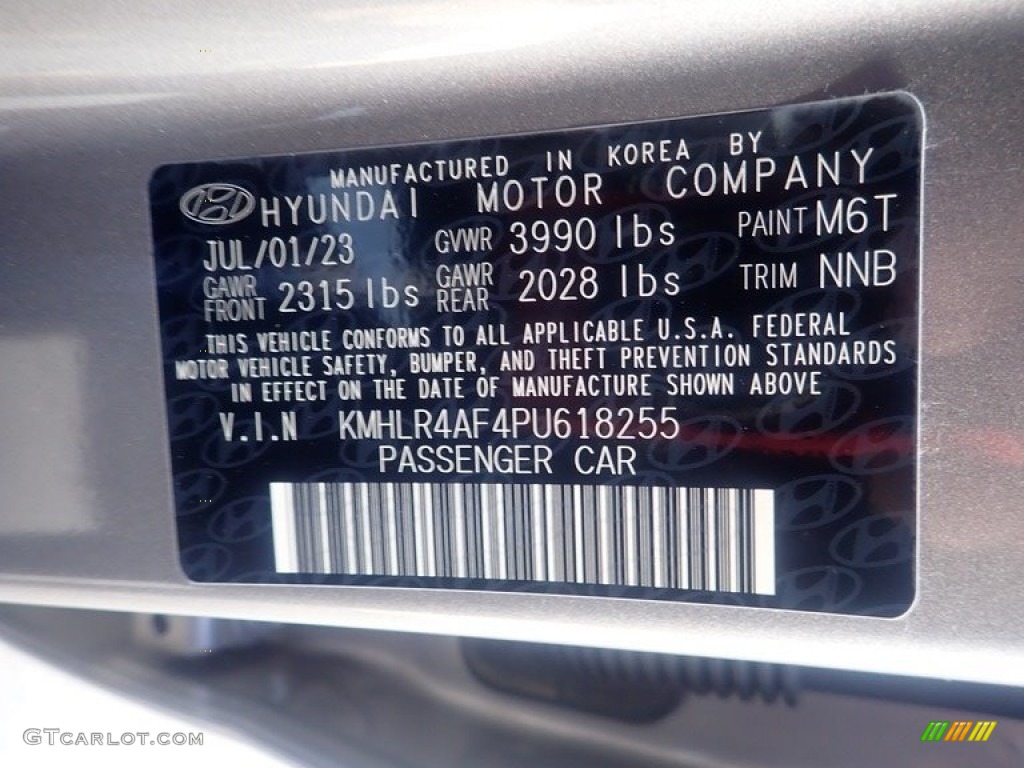 MANUFACTURED IN KOREA BY
HYUNDAI MOTOR COMPANY
JUL/01/23 GVWR 3990 lbs PAINT M6T
GAWR FRONT 2315 lbs GAWR REAR 2028 lbs TRIM NNB
THIS VEHICLE CONFORMS TO ALL APPLICABLE U.S.A. FEDERAL
MOTOR VEHICLE SAFETY, BUMPER, AND THEFT PREVENTION STANDARDS
IN EFFECT ON THE DATE OF MANUFACTURE SHOWN ABOVE
V.I.N KMHLR4AF4PU618255
PASSENGER CAR
GTCARLOT.COM